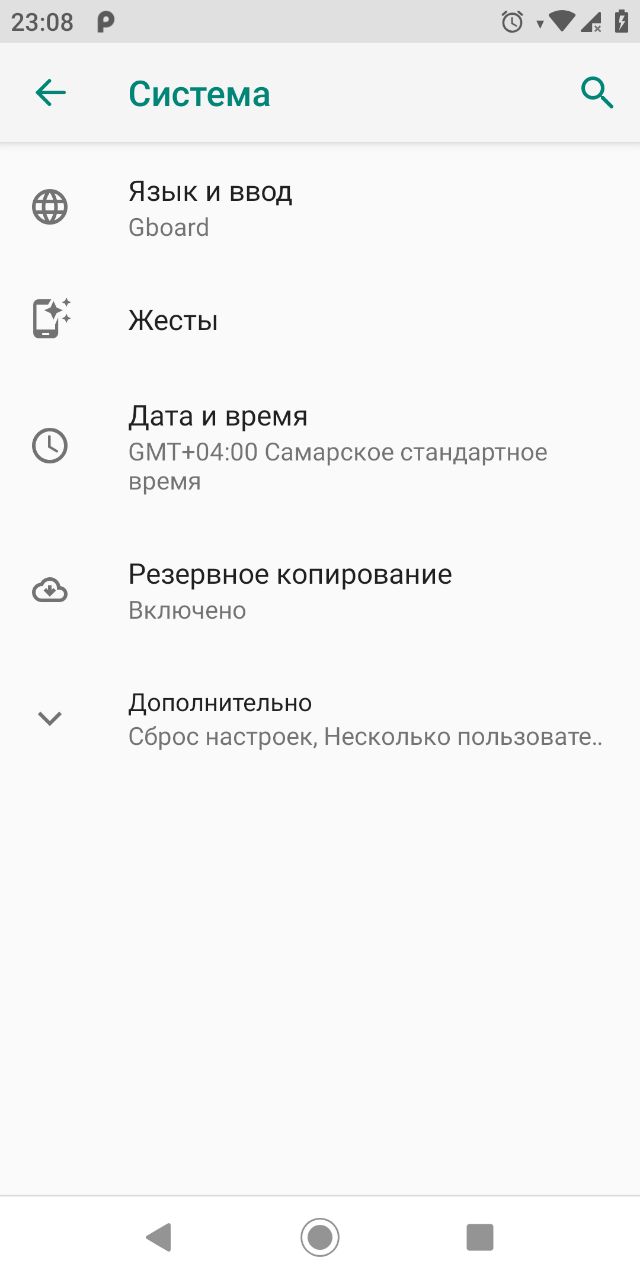 23:08
Система
Язык и ввод
Gboard
Жесты
Дата и время
GMT+04:00 Самарское стандартное
время
Резервное копирование
Включено
Дополнительно
Сброс настроек, Несколько пользовате..